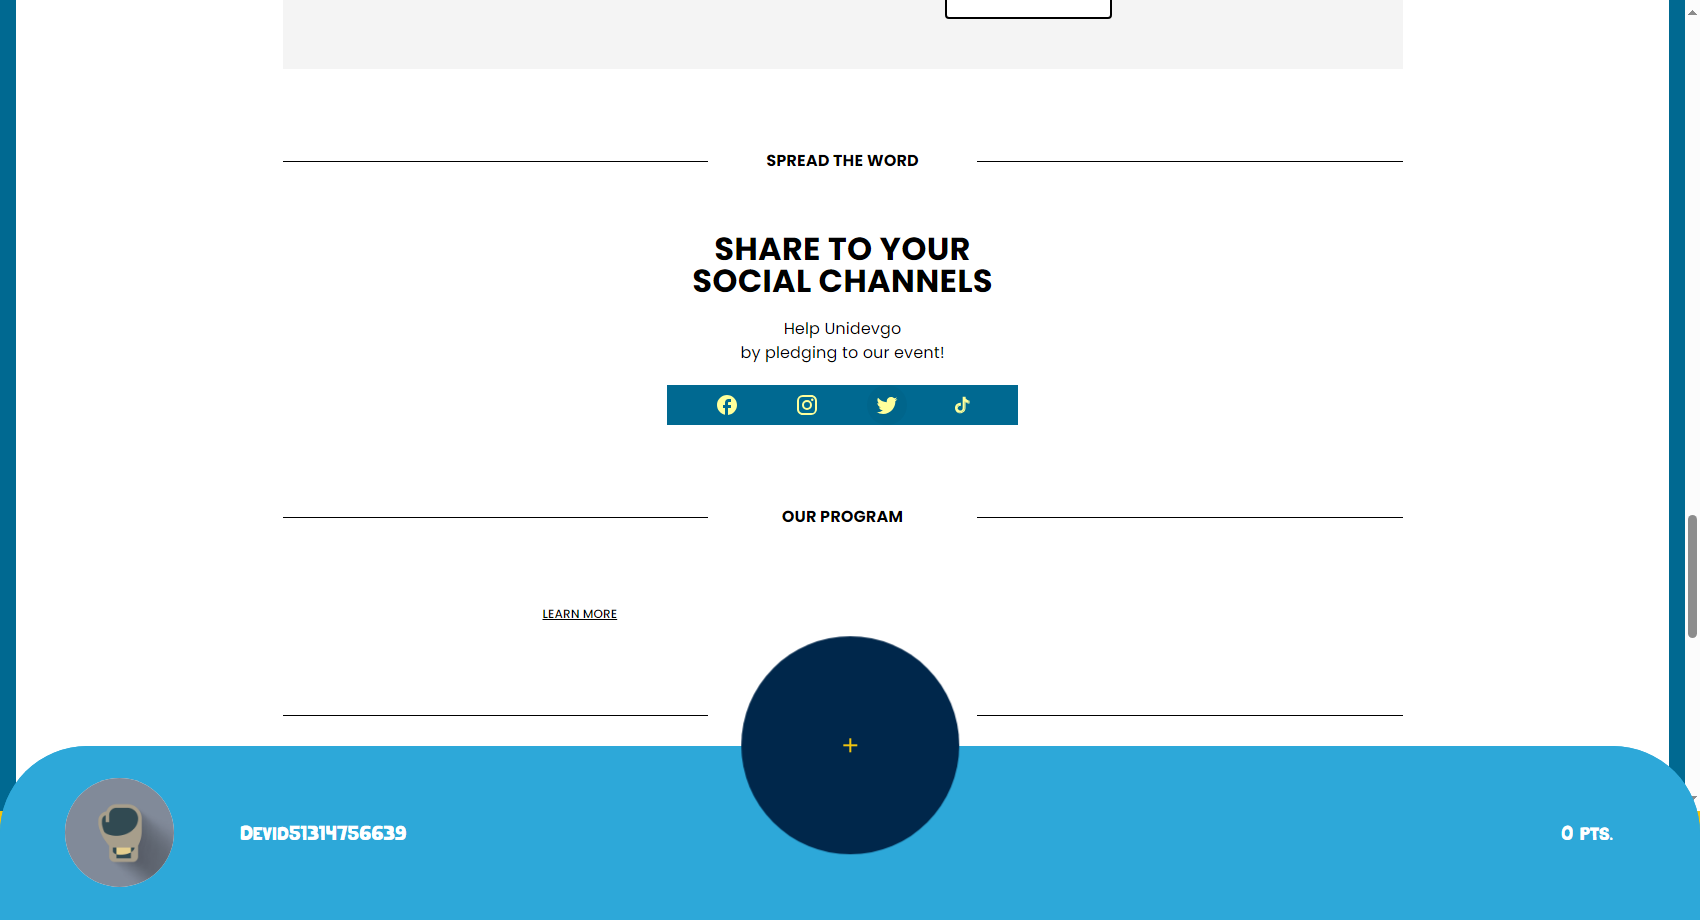 SPREAD THE WORD
SHARE TO YOUR
SOCIAL CHANNELS
Help Unidevgo
by pledging to our event!
OUR PROGRAM
LEARN MORE
+
Devid51314756639
0 pts.